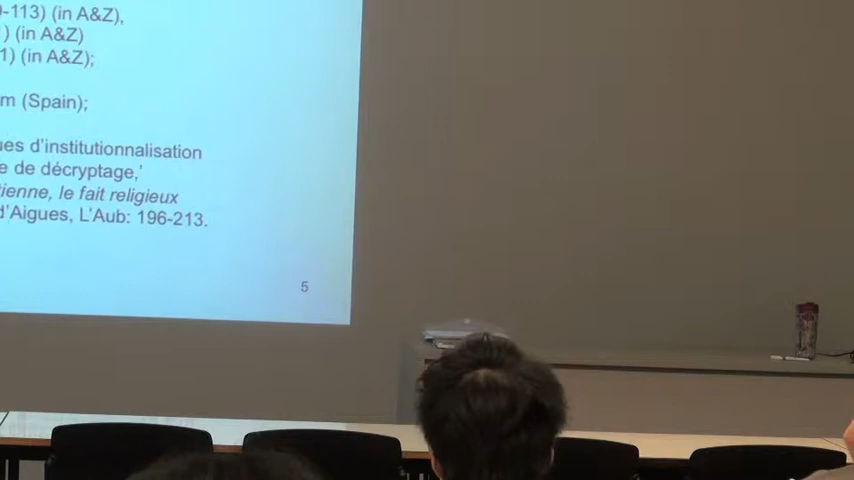 -113) (in A&Z),
) (in A&Z)
1) (in A&Z);
m (Spain);
ues d'institutionnalisation
e de décryptage,'
tienne, le fait religieux
d'Aigues, L'Aub: 196-213.
5